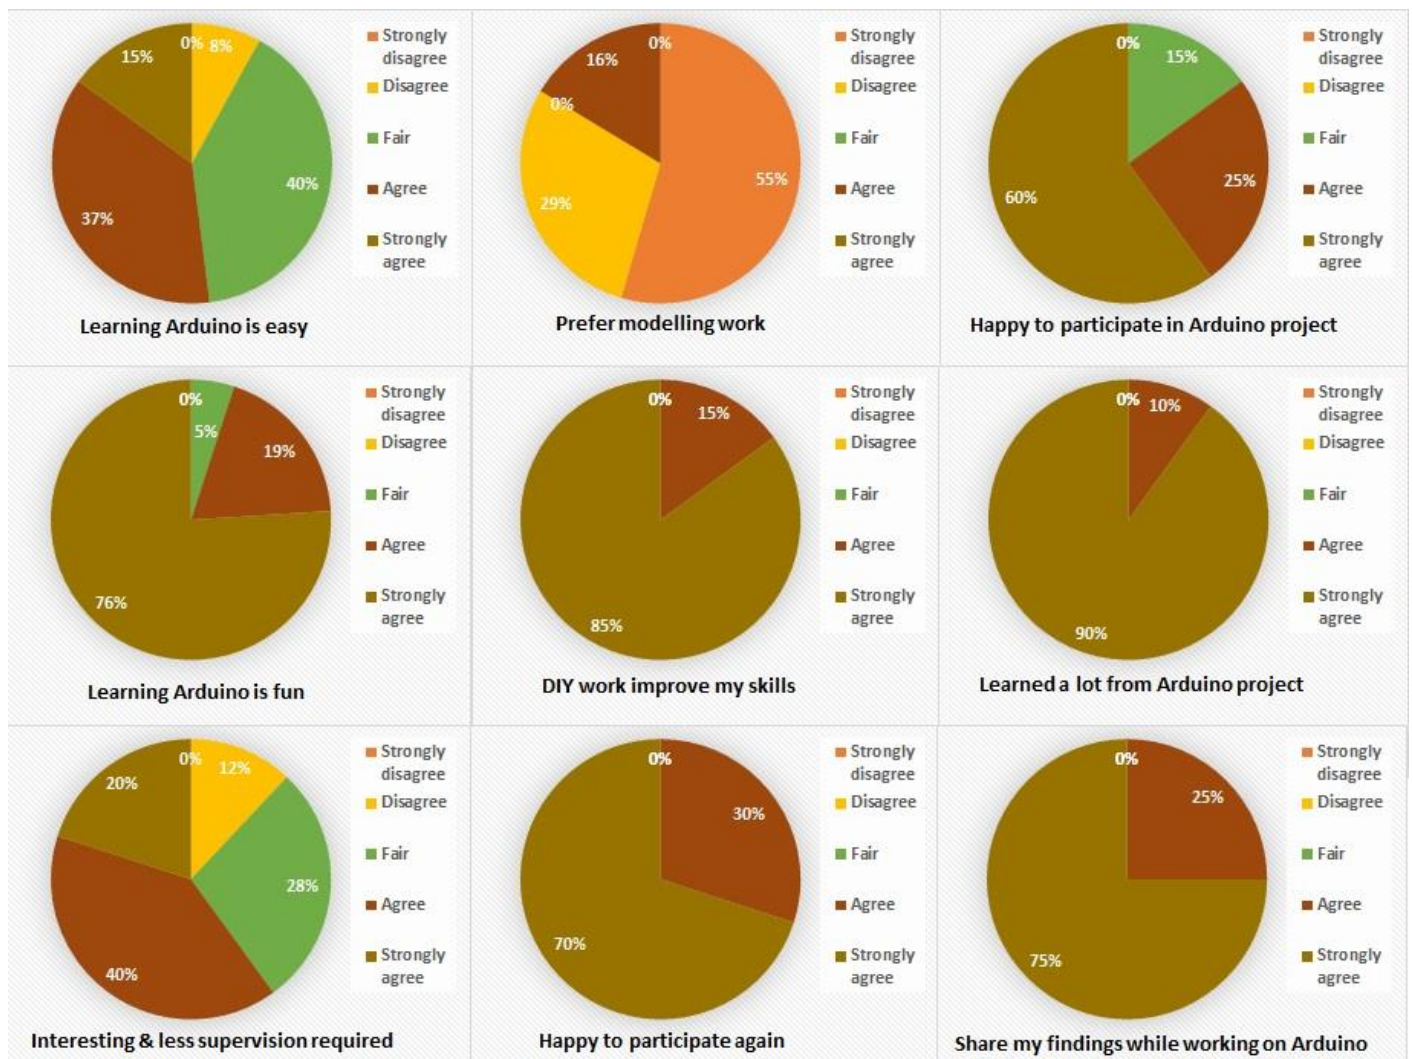 0%
8%
15%
40%
37%
Strongly
disagree
Disagree
Fair
Agree
Strongly
agree
Learning Arduino is easy
0%
16%
0%
55%
29%
Strongly
disagree
Disagree
Fair
Agree
Strongly
agree
Prefer modelling work
0%
15%
25%
60%
Strongly
disagree
Disagree
Fair
Agree
Strongly
agree
Happy to participate in Arduino project
0%
5%
19%
76%
Strongly
disagree
Disagree
Fair
Agree
Strongly
agree
Learning Arduino is fun
0%
15%
85%
Strongly
disagree
Disagree
Fair
Agree
Strongly
agree
DIY work improve my skills
0%
10%
90%
Strongly
disagree
Disagree
Fair
Agree
Strongly
agree
Learned a lot from Arduino project
0%
12%
20%
28%
40%
Strongly
disagree
Disagree
Fair
Agree
Strongly
agree
Interesting & less supervision required
0%
30%
70%
Strongly
disagree
Disagree
Fair
Agree
Strongly
agree
Happy to participate again
0%
25%
75%
Strongly
disagree
Disagree
Fair
Agree
Strongly
agree
Share my findings while working on Arduino